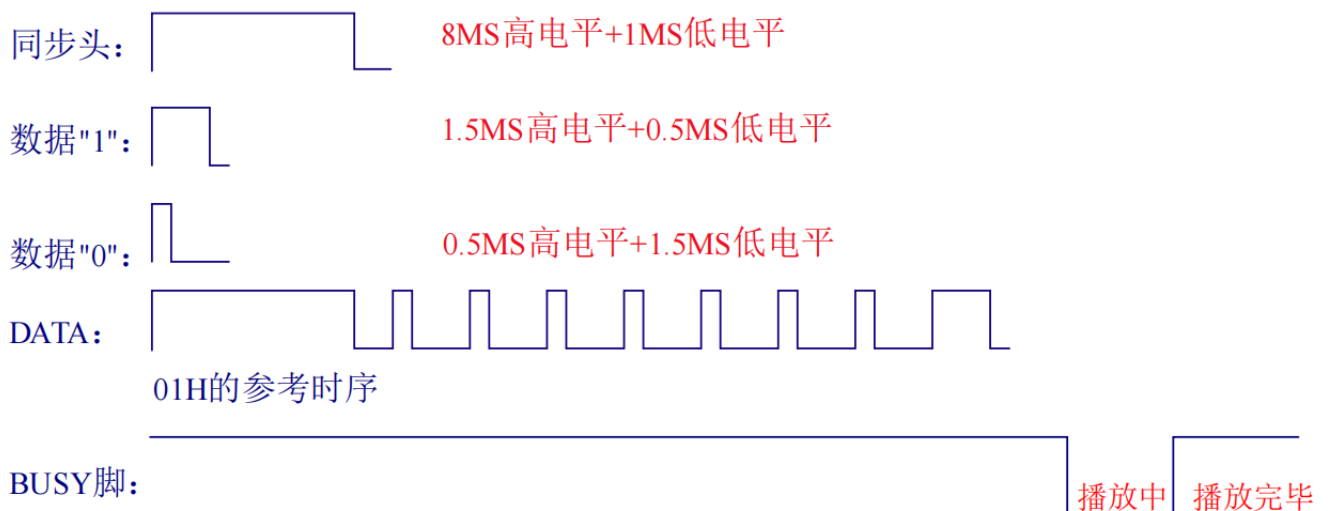 同步头： 8MS高电平+1MS低电平
数据"1"： 1.5MS高电平+0.5MS低电平
数据"0"： 0.5MS高电平+1.5MS低电平
DATA：
01H的参考时序
BUSY脚： 播放中 播放完毕